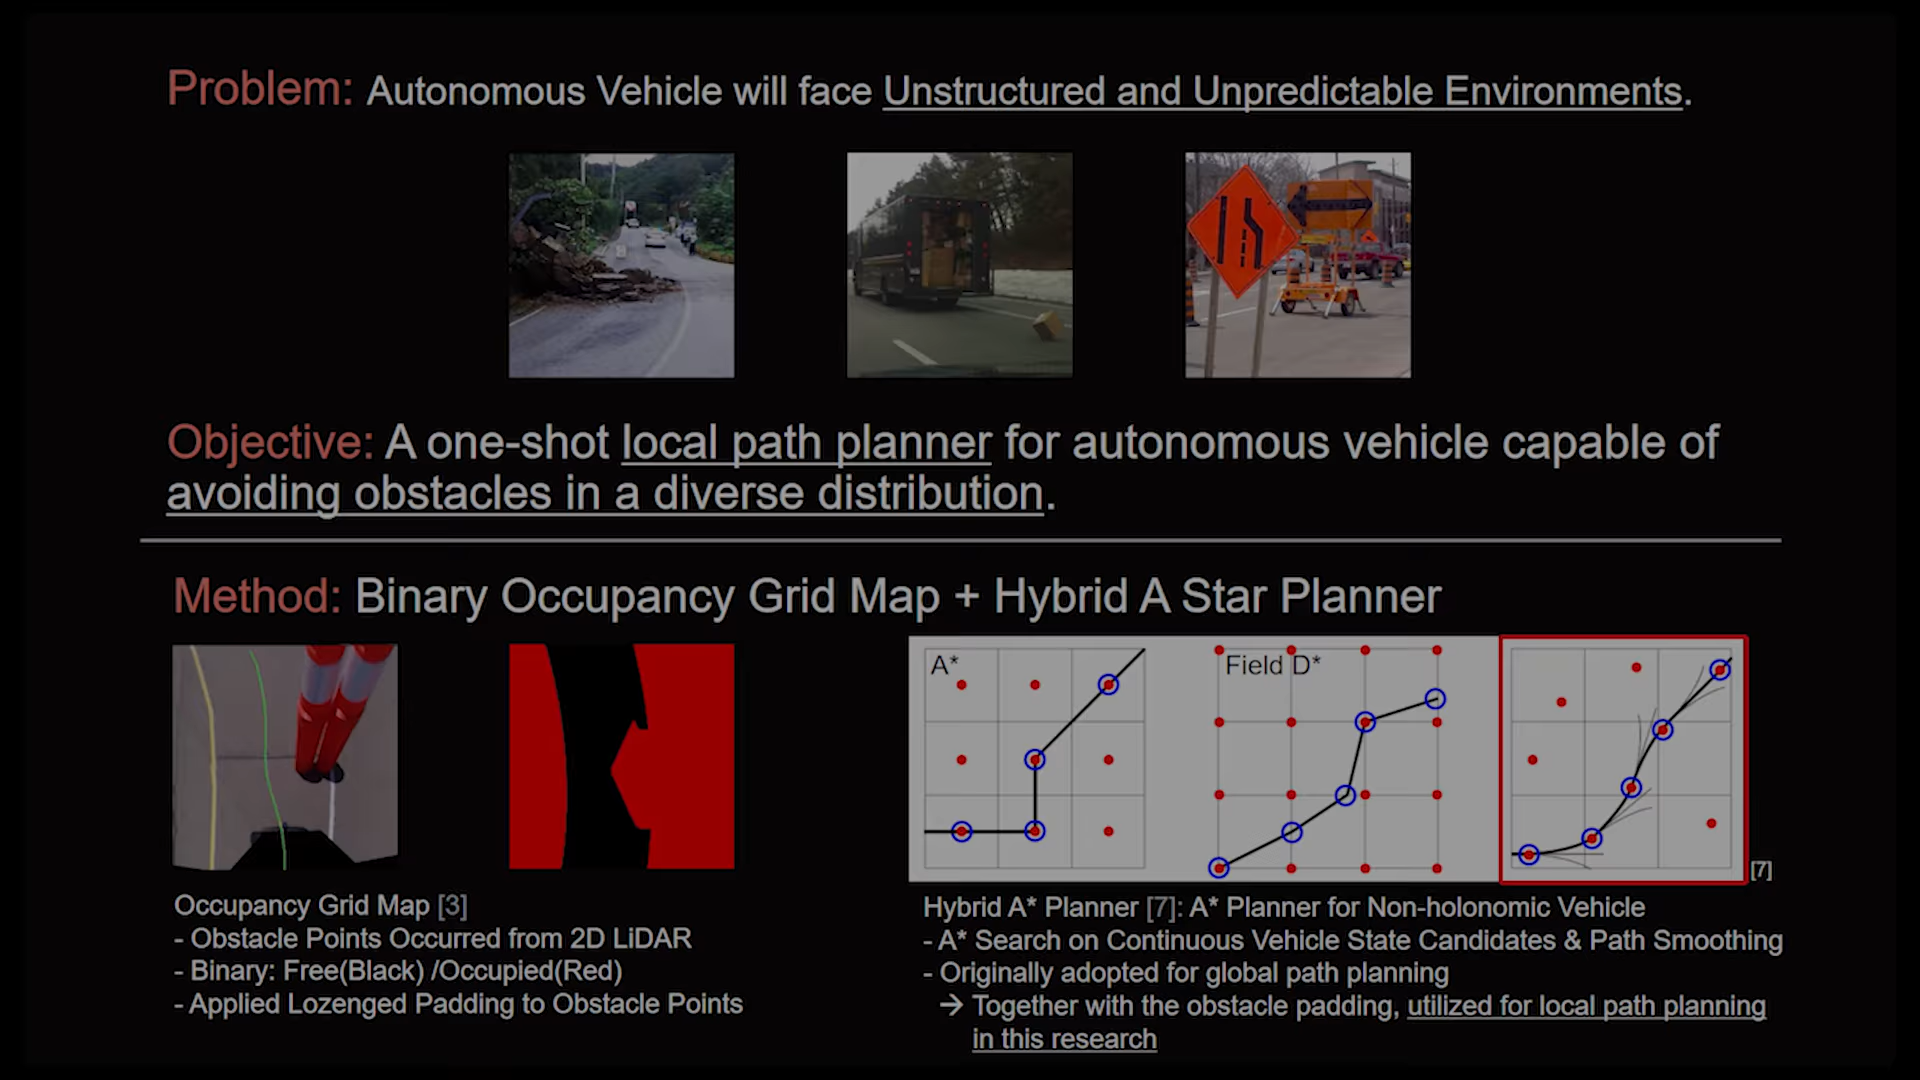 Problem: Autonomous Vehicle will face Unstructured and Unpredictable Environments.
Objective: A one-shot local path planner for autonomous vehicle capable of
avoiding obstacles in a diverse distribution.
Method: Binary Occupancy Grid Map + Hybrid A Star Planner
A*
Field D*
[7]
Occupancy Grid Map [3]
- Obstacle Points Occurred from 2D LiDAR
- Binary: Free(Black) /Occupied(Red)
- Applied Lozenged Padding to Obstacle Points
Hybrid A* Planner [7]: A* Planner for Non-holonomic Vehicle
- A* Search on Continuous Vehicle State Candidates & Path Smoothing
- Originally adopted for global path planning
→ Together with the obstacle padding, utilized for local path planning
in this research